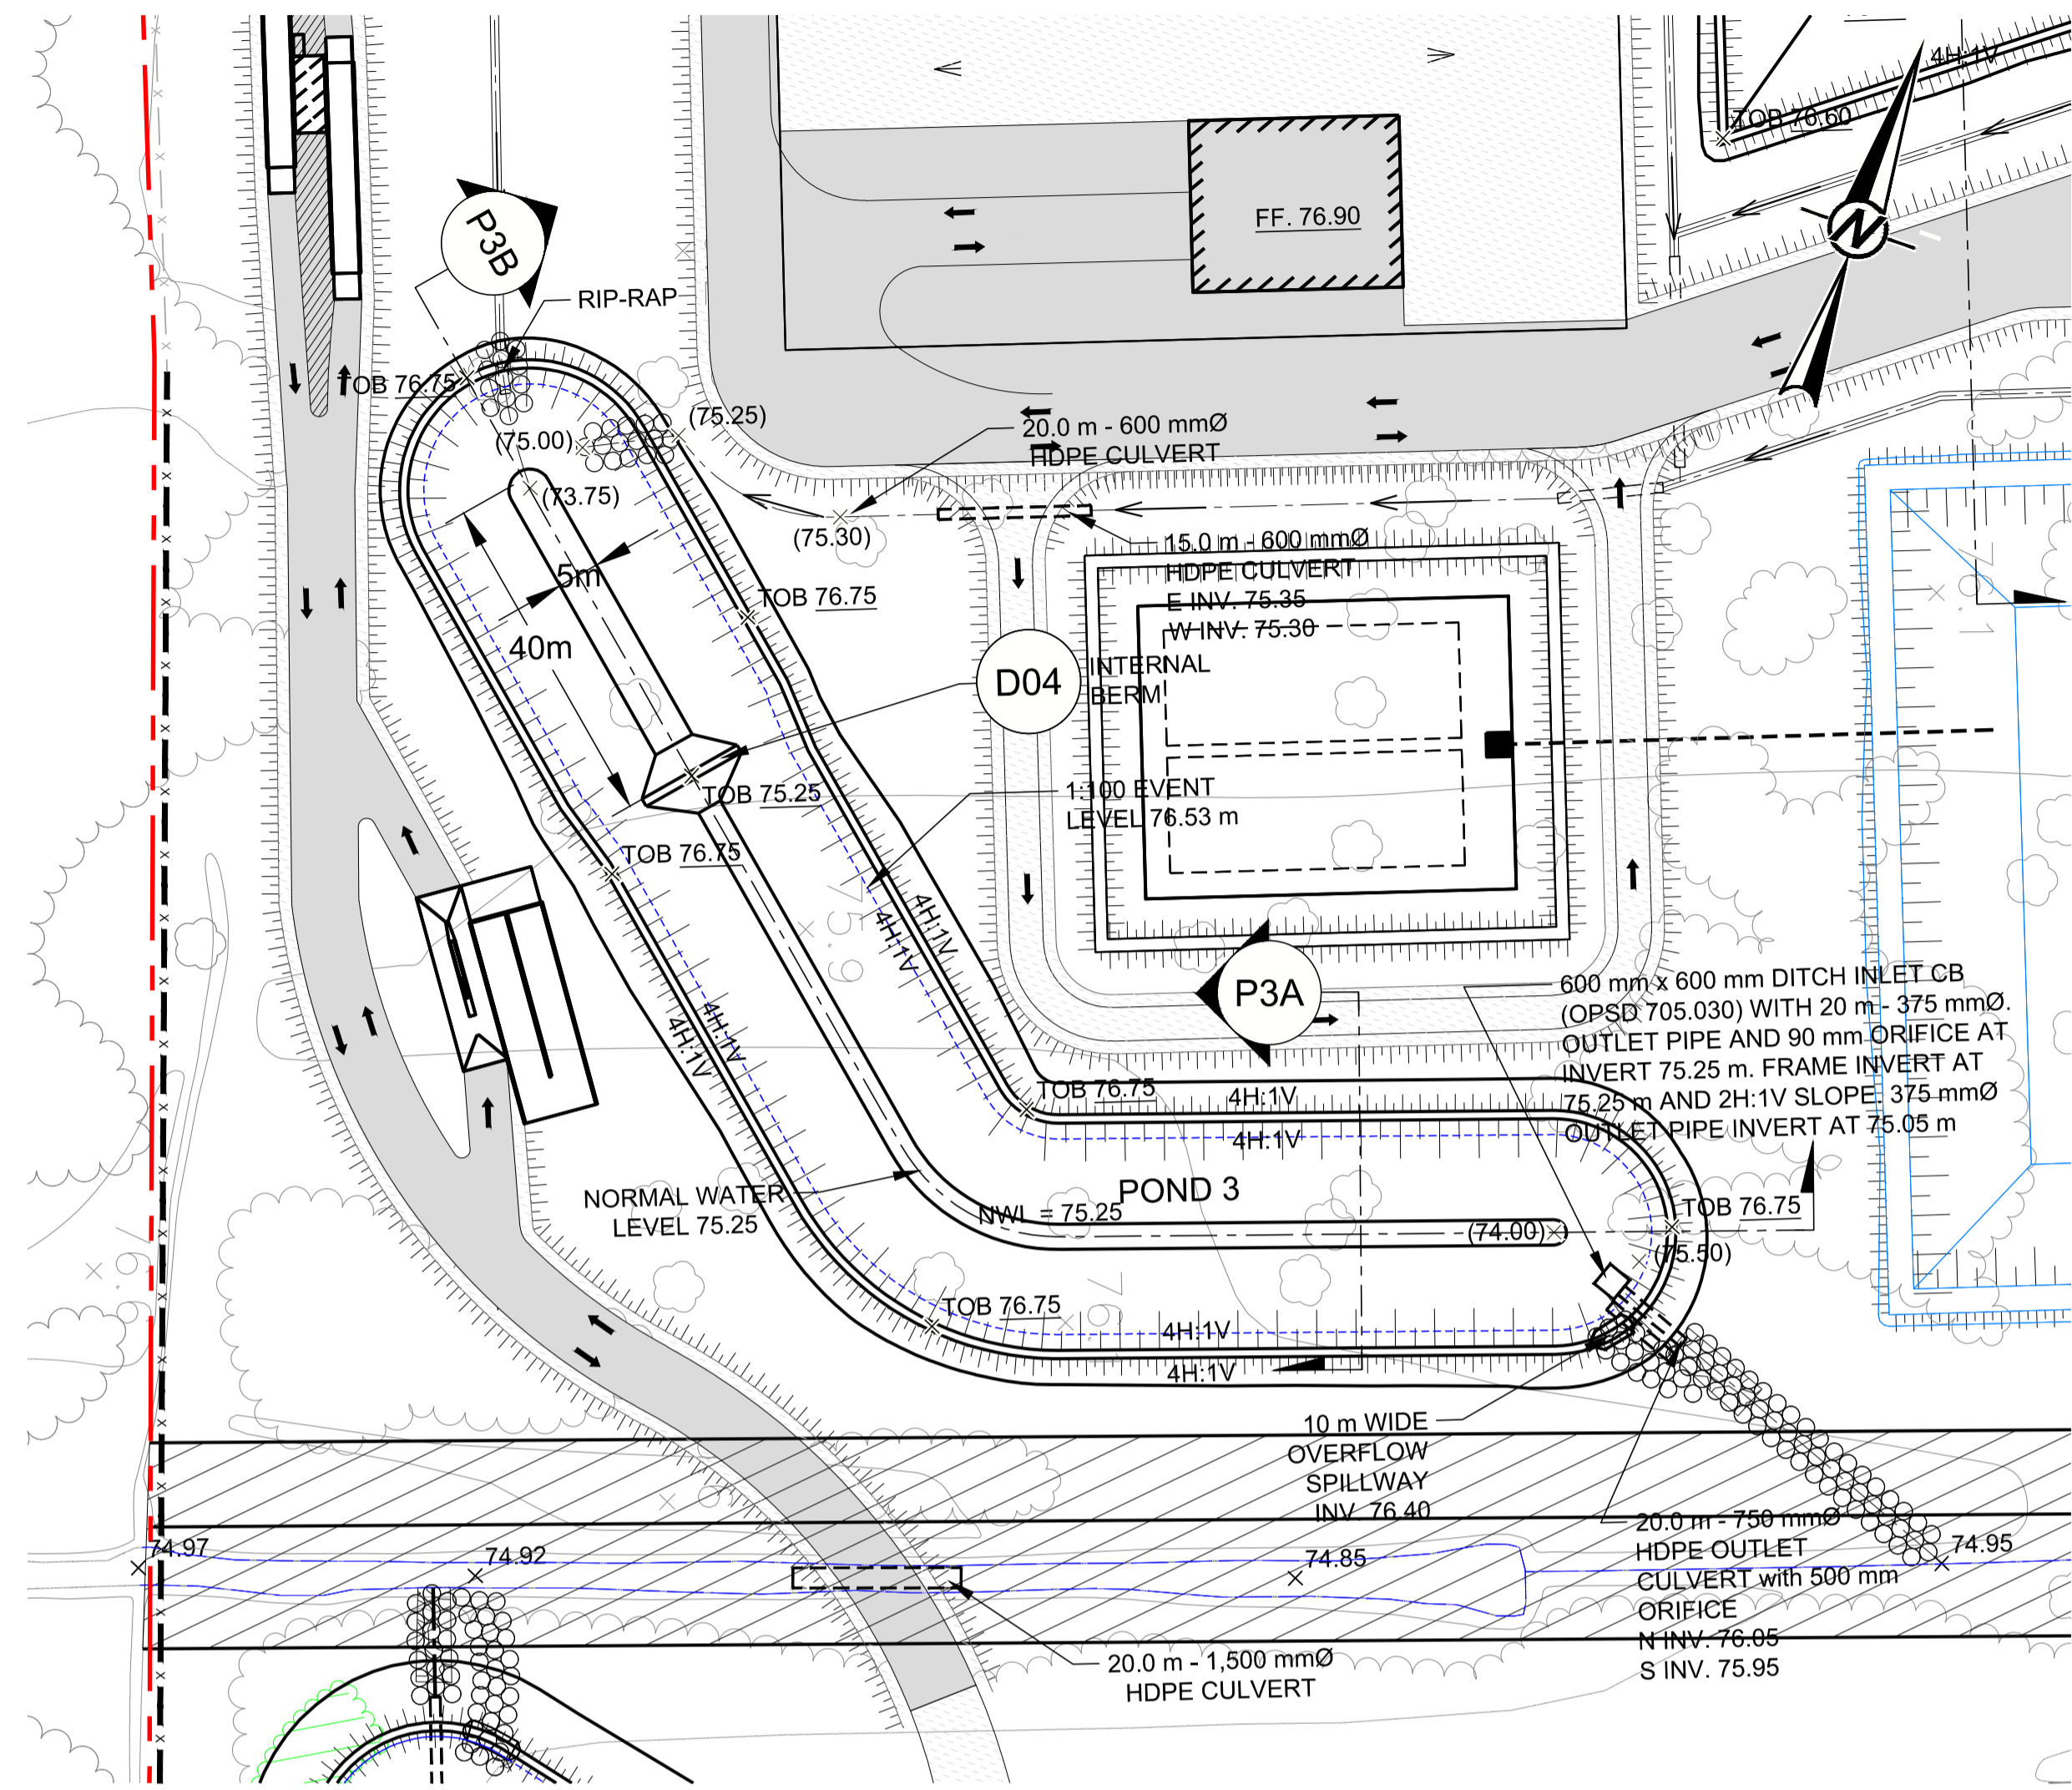 4H:1V
TOB 76.60
P3B
FF. 76.90
N
RIP-RAP
TOB 76.75
(75.25)
20.0 m - 600 mmØ
HDPE CULVERT
(75.00)
(73.75)
(75.30)
15.0 m - 600 mmØ
HDPE CULVERT
E INV. 75.35
W INV. 75.30
5m
TOB 76.75
40m
D04
INTERNAL
BERM
TOB 75.25
1:100 EVENT
LEVEL 76.53 m
TOB 76.75
4H:1V
4H:1V
P3A
600 mm x 600 mm DITCH INLET CB
(OPSD 705.030) WITH 20 m - 375 mmØ.
OUTLET PIPE AND 90 mm ORIFICE AT
INVERT 75.25 m. FRAME INVERT AT
75.25 m AND 2H:1V SLOPE. 375 mmØ
OUTLET PIPE INVERT AT 75.05 m
4H:1V
4H:1V
TOB 76.75
4H:1V
4H:1V
NORMAL WATER
LEVEL 75.25
POND 3
NWL = 75.25
(74.00)
TOB 76.75
(75.50)
TOB 76.75
4H:1V
4H:1V
10 m WIDE
OVERFLOW
SPILLWAY
INV. 76.40
74.97
74.92
74.85
20.0 m - 750 mmØ
HDPE OUTLET
CULVERT with 500 mm
ORIFICE
N INV. 76.05
S INV. 75.95
74.95
20.0 m - 1,500 mmØ
HDPE CULVERT